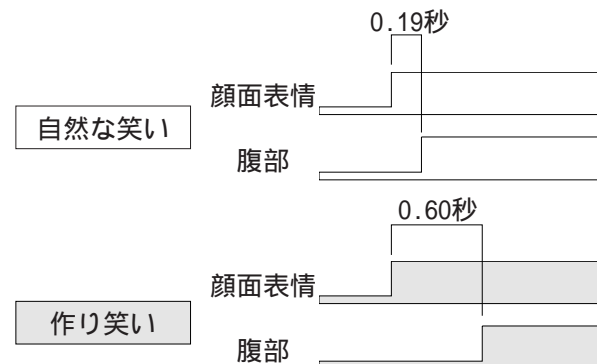 0.19秒
顔面表情
自然な笑い
腹部
0.60秒
顔面表情
作り笑い
腹部